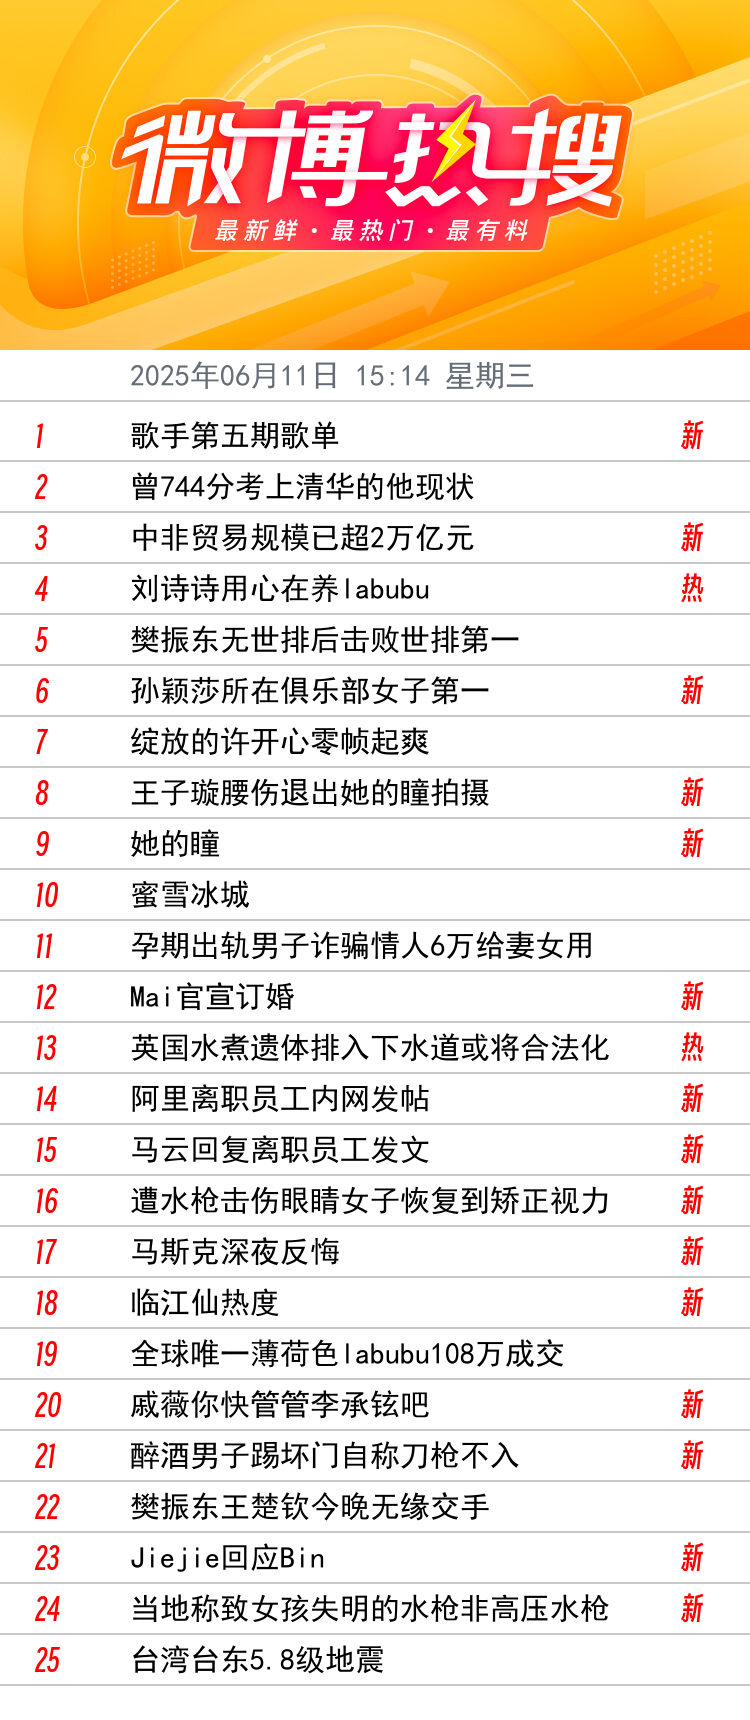 微博热搜
最新鲜·最热门·最有料
2025年06月11日 15:14 星期三
1 歌手第五期歌单 新
2 曾744分考上清华的他现状
3 中非贸易规模已超2万亿元 新
4 刘诗诗用心在养labubu 热
5 樊振东无世排后击败世排第一
6 孙颖莎所在俱乐部女子第一 新
7 绽放的许开心零帧起爽
8 王子璇腰伤退出她的瞳拍摄 新
9 她的瞳 新
10 蜜雪冰城
11 孕期出轨男子诈骗情人6万给妻女用
12 Mai官宣订婚 新
13 英国水煮遗体排入下水道或将合法化 热
14 阿里离职员工内网发帖 新
15 马云回复离职员工发文 新
16 遭水枪击伤眼睛女子恢复到矫正视力 新
17 马斯克深夜反悔 新
18 临江仙热度 新
19 全球唯一薄荷色labubu108万成交
20 戚薇你快管管李承铉吧 新
21 醉酒男子踢坏门自称刀枪不入 新
22 樊振东王楚钦今晚无缘交手
23 Jiejie回应Bin 新
24 当地称致女孩失明的水枪非高压水枪 新
25 台湾台东5.8级地震